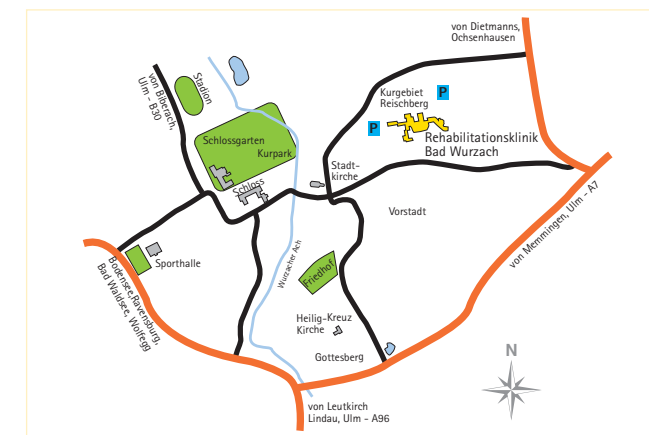 von Dietmanns,
Ochsenhausen
von Biberach,
Ulm - B30
Stadion
Kurgebiet
Reischberg
P
P
Schlossgarten
Kurpark
Rehabilitationsklinik
Bad Wurzach
Stadt-
kirche
Schloss
Vorstadt
von Memmingen, Ulm - A7
Wurzacher Ach
Sporthalle
Friedhof
Bodensee,Ravensburg,
Bad Waldsee, Wolfegg
Heilig-Kreuz
Kirche
Gottesberg
N
von Leutkirch
Lindau, Ulm - A96